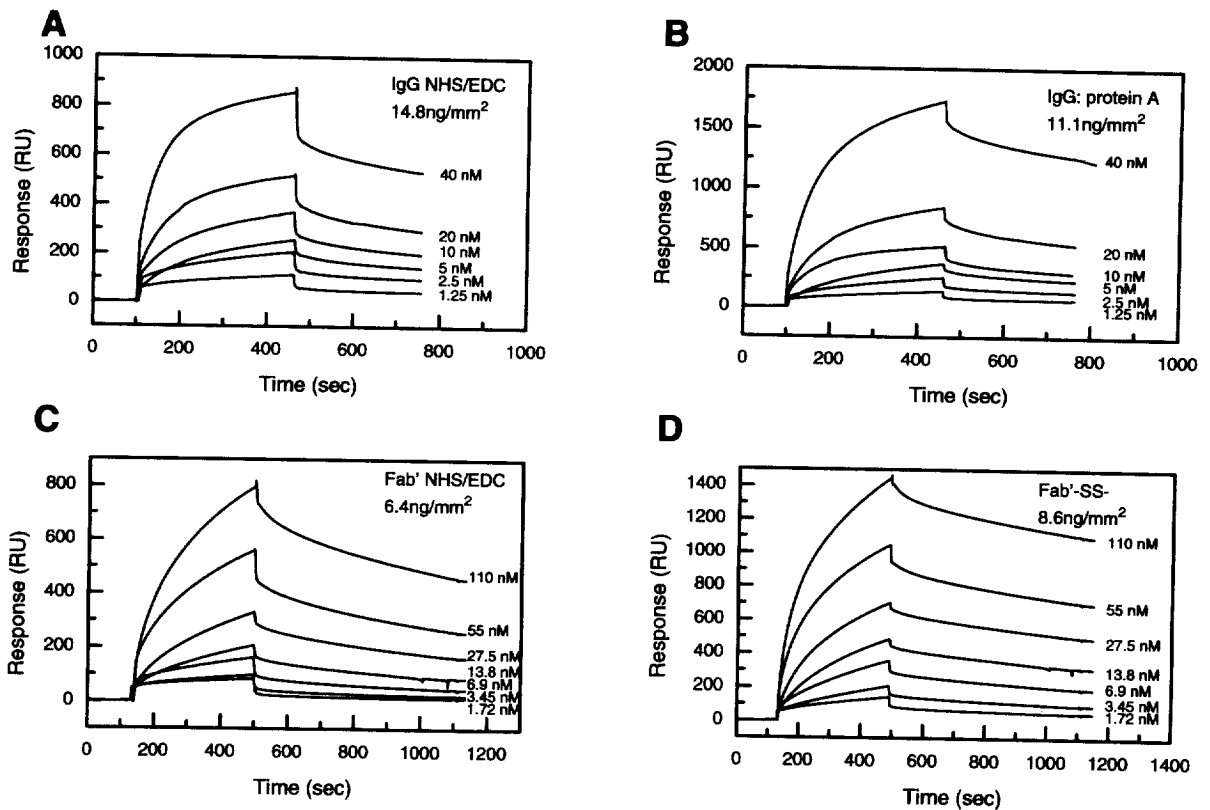 A
1000
800
600
400
200
0
Response (RU)
IgG NHS/EDC
14.8ng/mm²
40 nM
20 nM
10 nM
5 nM
2.5 nM
1.25 nM
0 200 400 600 800 1000
Time (sec)
B
2000
1500
1000
500
0
Response (RU)
IgG: protein A
11.1ng/mm²
40 nM
20 nM
10 nM
5 nM
2.5 nM
1.25 nM
0 200 400 600 800 1000
Time (sec)
C
800
600
400
200
0
Response (RU)
Fab' NHS/EDC
6.4ng/mm²
110 nM
55 nM
27.5 nM
13.8 nM
6.9 nM
3.45 nM
1.72 nM
0 200 400 600 800 1000 1200
Time (sec)
D
1400
1200
1000
800
600
400
200
0
Response (RU)
Fab'-SS-
8.6ng/mm²
110 nM
55 nM
27.5 nM
13.8 nM
6.9 nM
3.45 nM
1.72 nM
0 200 400 600 800 1000 1200 1400
Time (sec)